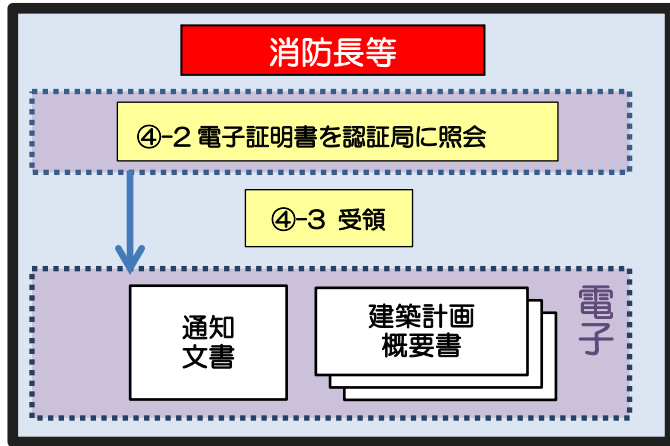 消防長等
④-2 電子証明書を認証局に照会
④-3 受領
通知
文書
建築計画
概要書
電子